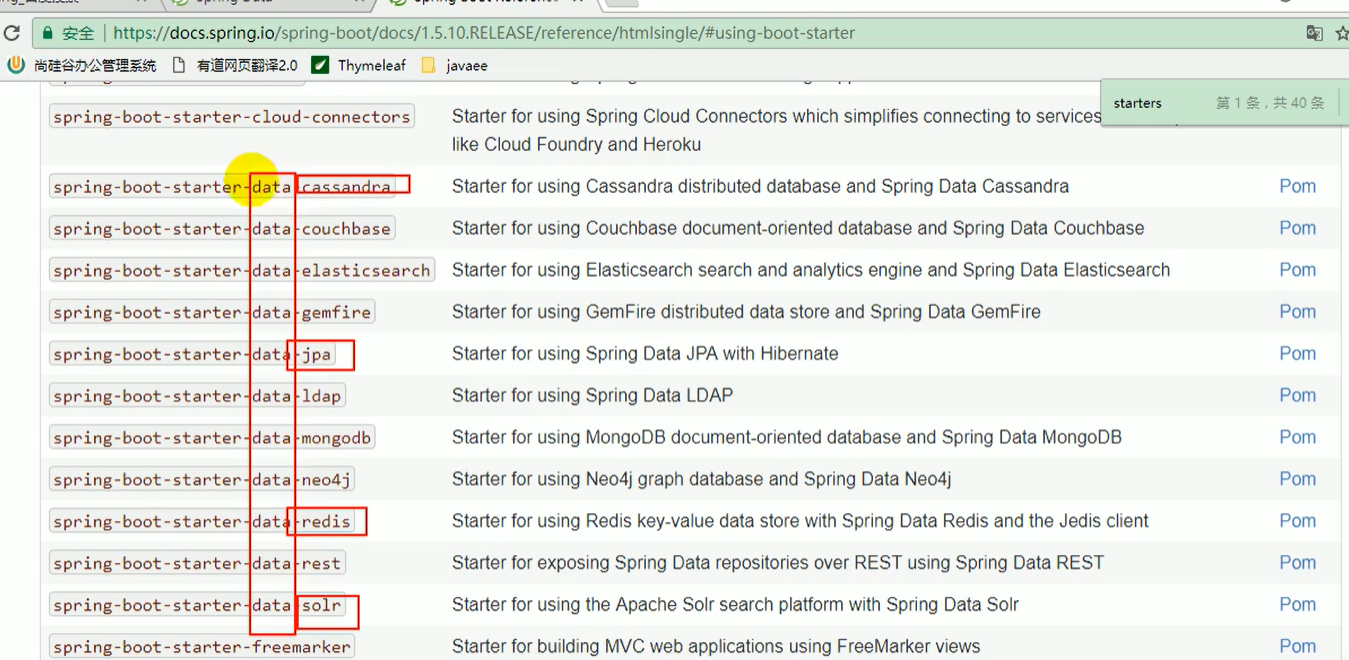 安全 | https://docs.spring.io/spring-boot/docs/1.5.10.RELEASE/reference/htmlsingle/#using-boot-starter
尚硅谷办公管理系统 有道网页翻译2.0 Thymeleaf javaee
starters 第 1 条，共 40 条
spring-boot-starter-cloud-connectors Starter for using Spring Cloud Connectors which simplifies connecting to services
like Cloud Foundry and Heroku
spring-boot-starter-data-cassandra Starter for using Cassandra distributed database and Spring Data Cassandra Pom
spring-boot-starter-data-couchbase Starter for using Couchbase document-oriented database and Spring Data Couchbase Pom
spring-boot-starter-data-elasticsearch Starter for using Elasticsearch search and analytics engine and Spring Data Elasticsearch Pom
spring-boot-starter-data-gemfire Starter for using GemFire distributed data store and Spring Data GemFire Pom
spring-boot-starter-data-jpa Starter for using Spring Data JPA with Hibernate Pom
spring-boot-starter-data-ldap Starter for using Spring Data LDAP Pom
spring-boot-starter-data-mongodb Starter for using MongoDB document-oriented database and Spring Data MongoDB Pom
spring-boot-starter-data-neo4j Starter for using Neo4j graph database and Spring Data Neo4j Pom
spring-boot-starter-data-redis Starter for using Redis key-value data store with Spring Data Redis and the Jedis client Pom
spring-boot-starter-data-rest Starter for exposing Spring Data repositories over REST using Spring Data REST Pom
spring-boot-starter-data-solr Starter for using the Apache Solr search platform with Spring Data Solr Pom
spring-boot-starter-freemarker Starter for building MVC web applications using FreeMarker views Pom